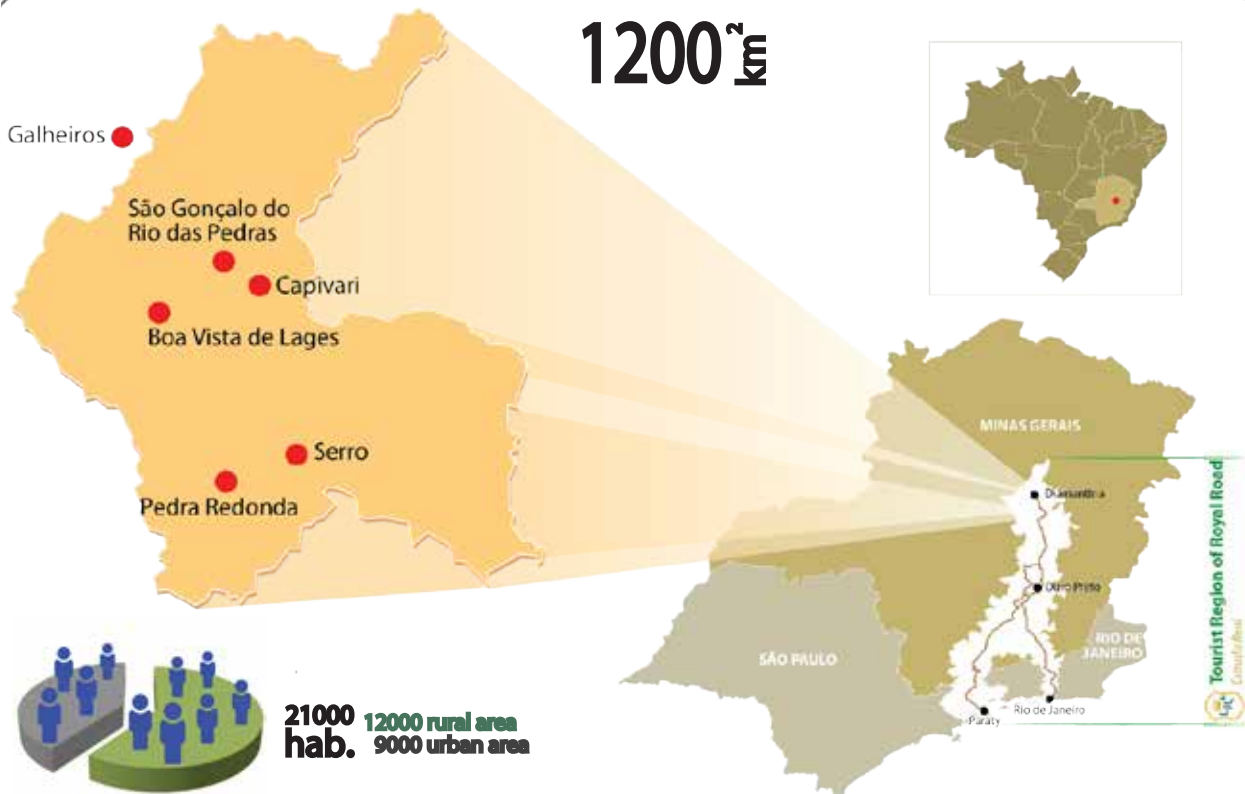 1200 km²
Galheiros
São Gonçalo do
Rio das Pedras
Capivari
Boa Vista de Lages
Serro
Pedra Redonda
21000
hab.
12000 rural area
9000 urban area
MINAS GERAIS
Diamantina
Ouro Preto
SÃO PAULO
RIO DE
JANEIRO
Rio de Janeiro
Paraty
Tourist Region of Royal Road
Estrada Real